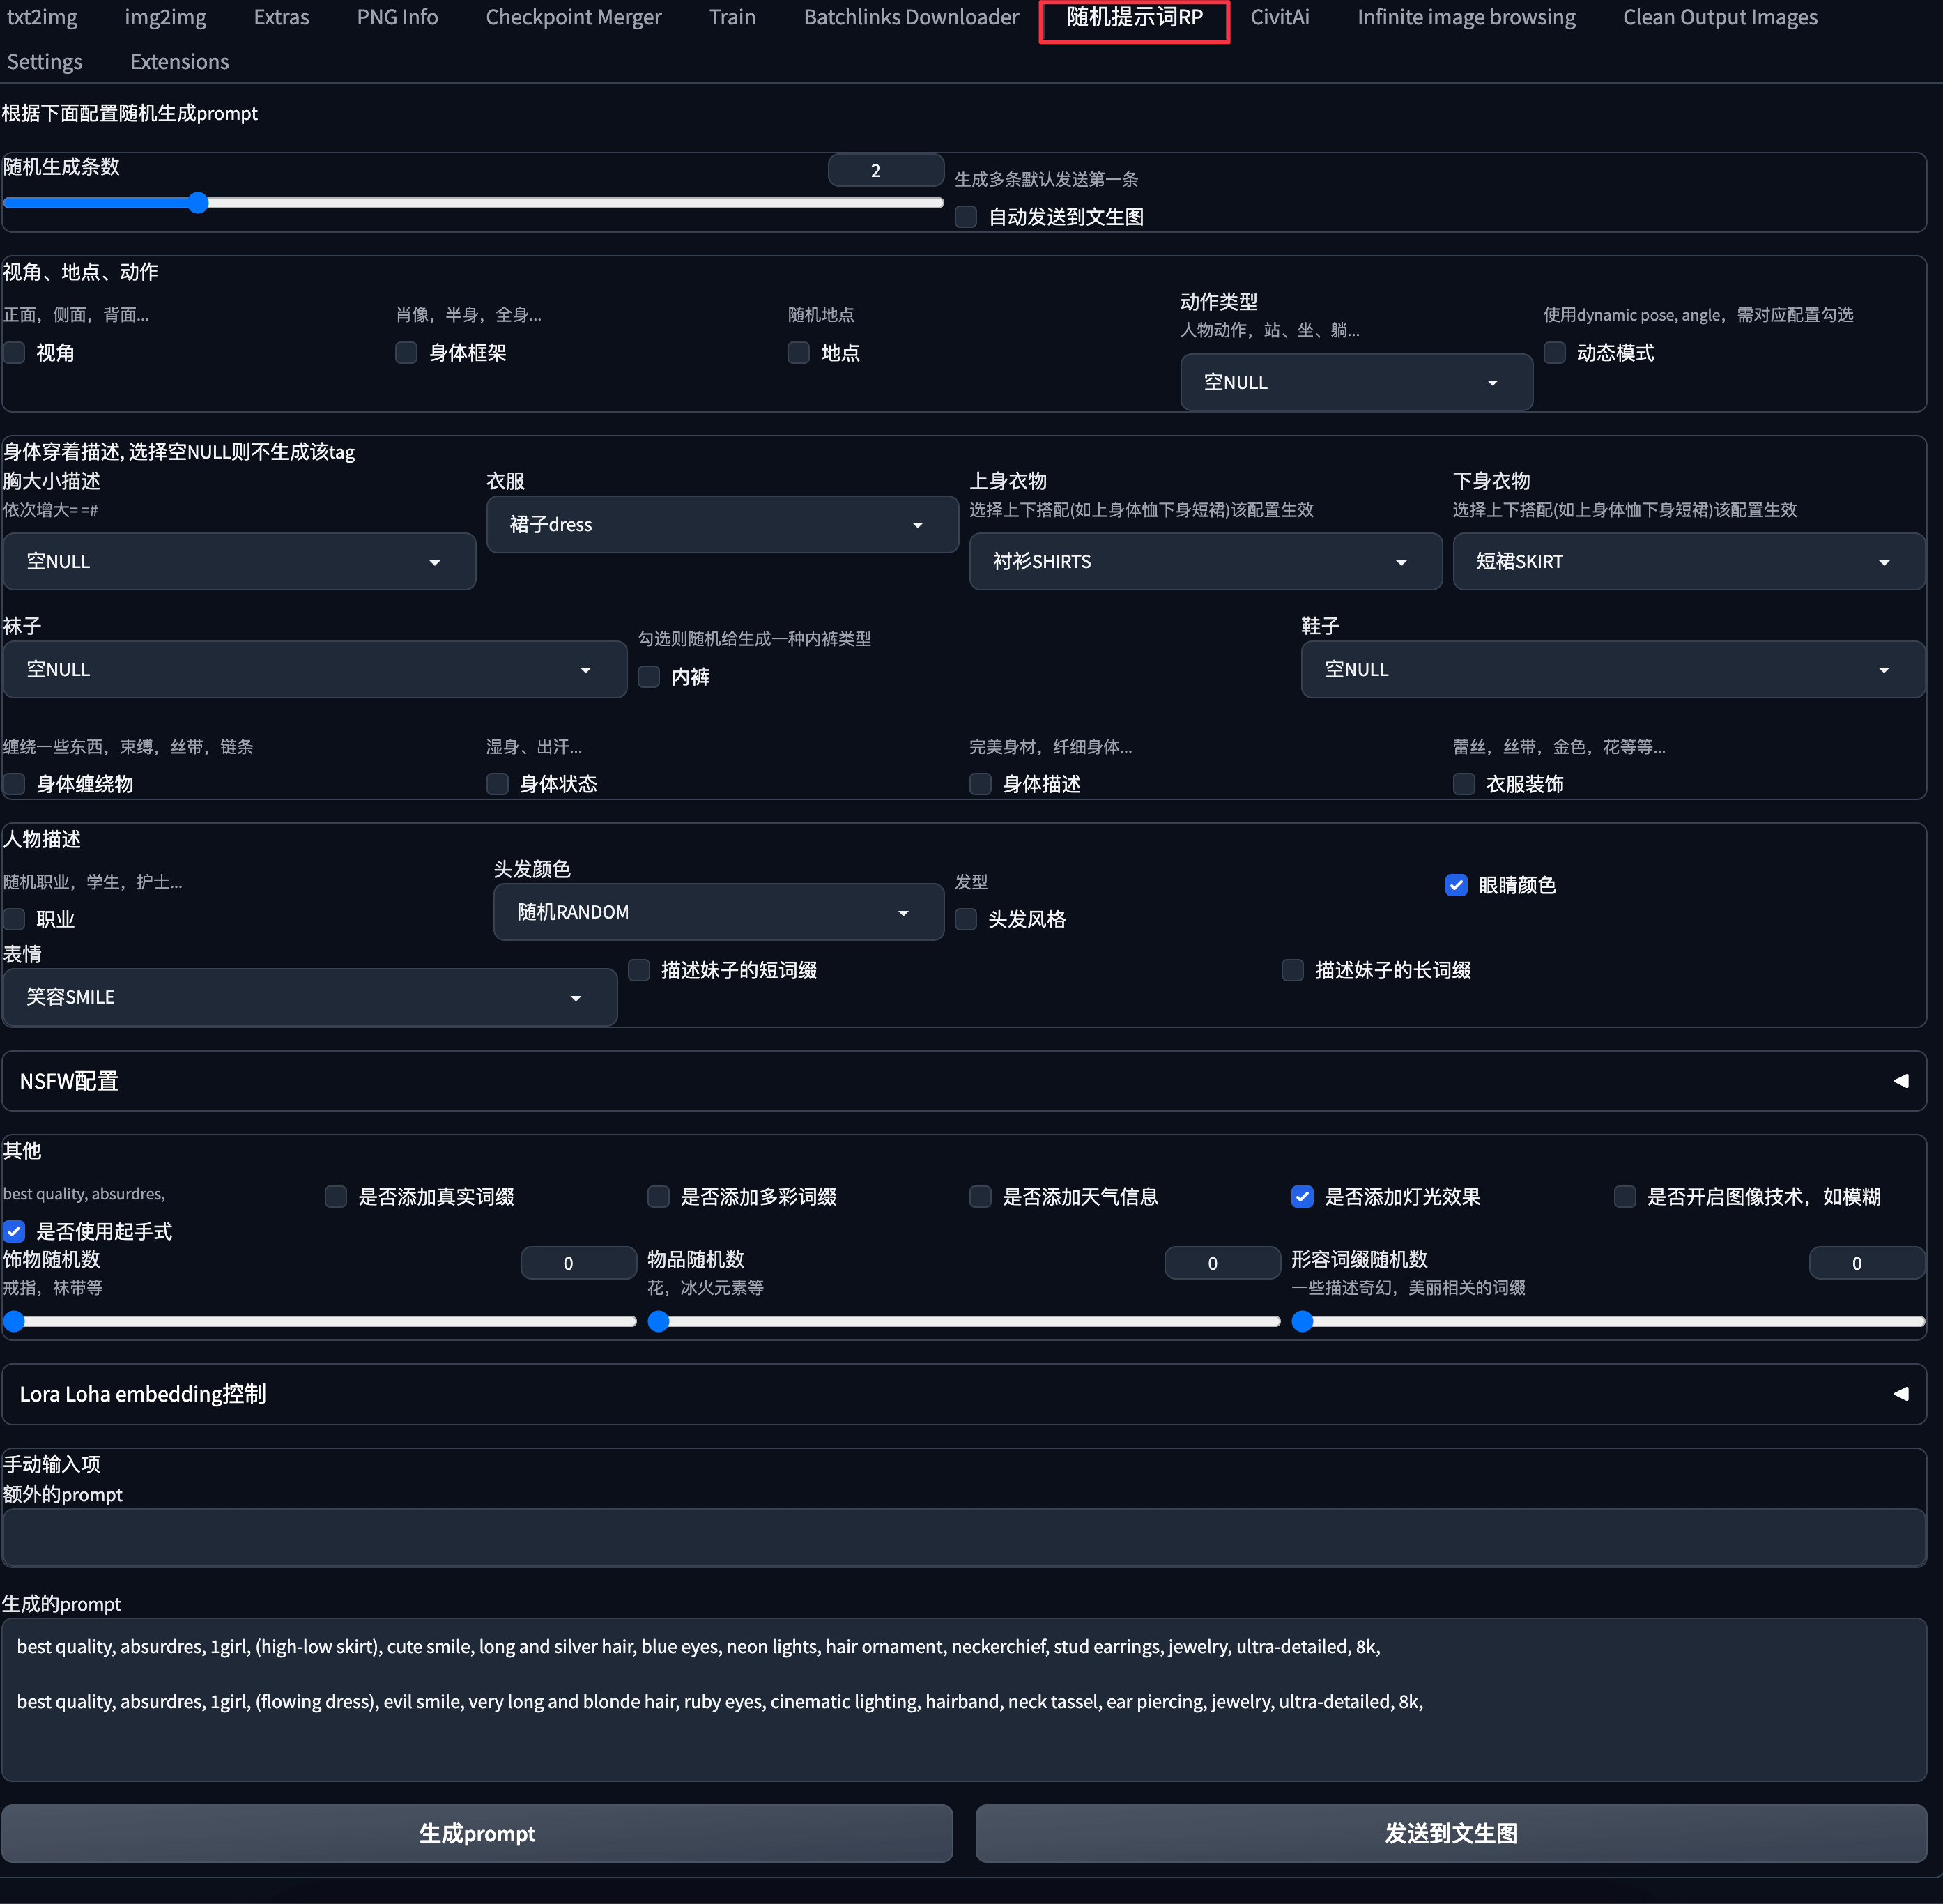 txt2img img2img Extras PNG Info Checkpoint Merger Train Batchlinks Downloader 随机提示词RP CivitAi Infinite image browsing Clean Output Images
Settings Extensions
根据下面配置随机生成prompt
随机生成条数 2
生成多条默认发送第一条
自动发送到文生图
视角、地点、动作
正面，侧面，背面...
视角
肖像，半身，全身...
身体框架
随机地点
地点
动作类型
人物动作，站、坐、躺...
空NULL
使用dynamic pose, angle，需对应配置勾选
动态模式
身体穿着描述, 选择空NULL则不生成该tag
胸大小描述
依次增大= =#
空NULL
衣服
裙子dress
上身衣物
选择上下搭配(如上身体恤下身短裙)该配置生效
衬衫SHIRTS
下身衣物
选择上下搭配(如上身体恤下身短裙)该配置生效
短裙SKIRT
袜子
空NULL
勾选则随机给生成一种内裤类型
内裤
鞋子
空NULL
缠绕一些东西，束缚，丝带，链条
身体缠绕物
湿身、出汗...
身体状态
完美身材，纤细身体...
身体描述
蕾丝，丝带，金色，花等等...
衣服装饰
人物描述
随机职业，学生，护士...
职业
头发颜色
随机RANDOM
发型
头发风格
眼睛颜色
表情
笑容SMILE
描述妹子的短词缀
描述妹子的长词缀
NSFW配置
其他
best quality, absurdres,
是否使用起手式
是否添加真实词缀
是否添加多彩词缀
是否添加天气信息
是否添加灯光效果
是否开启图像技术，如模糊
饰物随机数 0
戒指，袜带等
物品随机数 0
花，冰火元素等
形容词缀随机数 0
一些描述奇幻，美丽相关的词缀
Lora Loha embedding控制
手动输入项
额外的prompt
生成的prompt
best quality, absurdres, 1girl, (high-low skirt), cute smile, long and silver hair, blue eyes, neon lights, hair ornament, neckerchief, stud earrings, jewelry, ultra-detailed, 8k,
best quality, absurdres, 1girl, (flowing dress), evil smile, very long and blonde hair, ruby eyes, cinematic lighting, hairband, neck tassel, ear piercing, jewelry, ultra-detailed, 8k,
生成prompt
发送到文生图